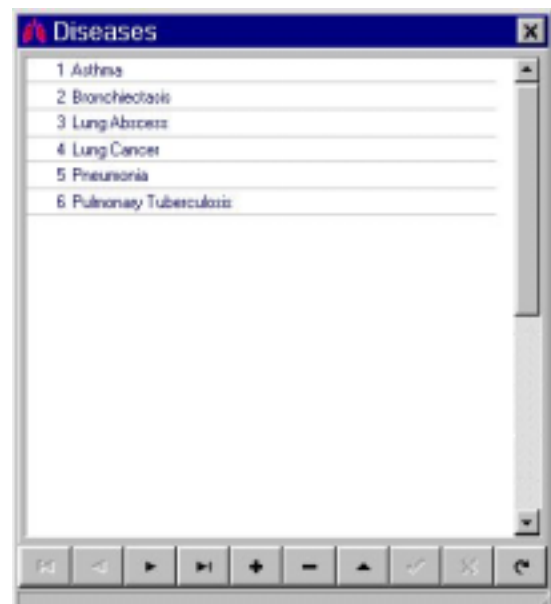 Diseases
1 Asthma
2 Bronchiectasis
3 Lung Abscess
4 Lung Cancer
5 Pneumonia
6 Pulmonary Tuberculosis